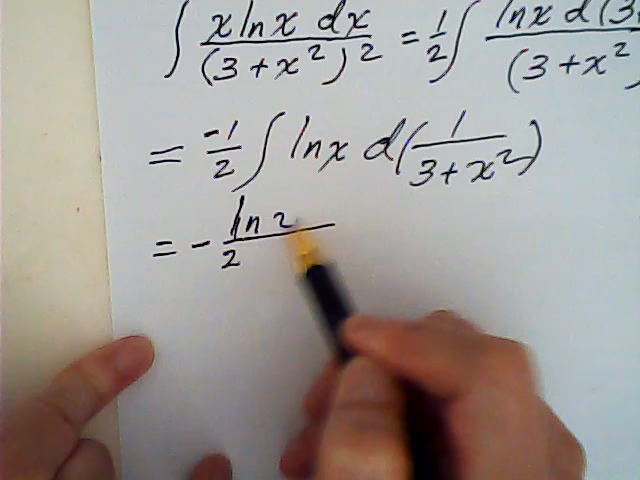 ∫ x ln x dx / (3 + x²)² = 1/2 ∫ ln x d(3 / (3 + x²
= -1/2 ∫ ln x d(1 / (3 + x²))
= - ln 2 / 2